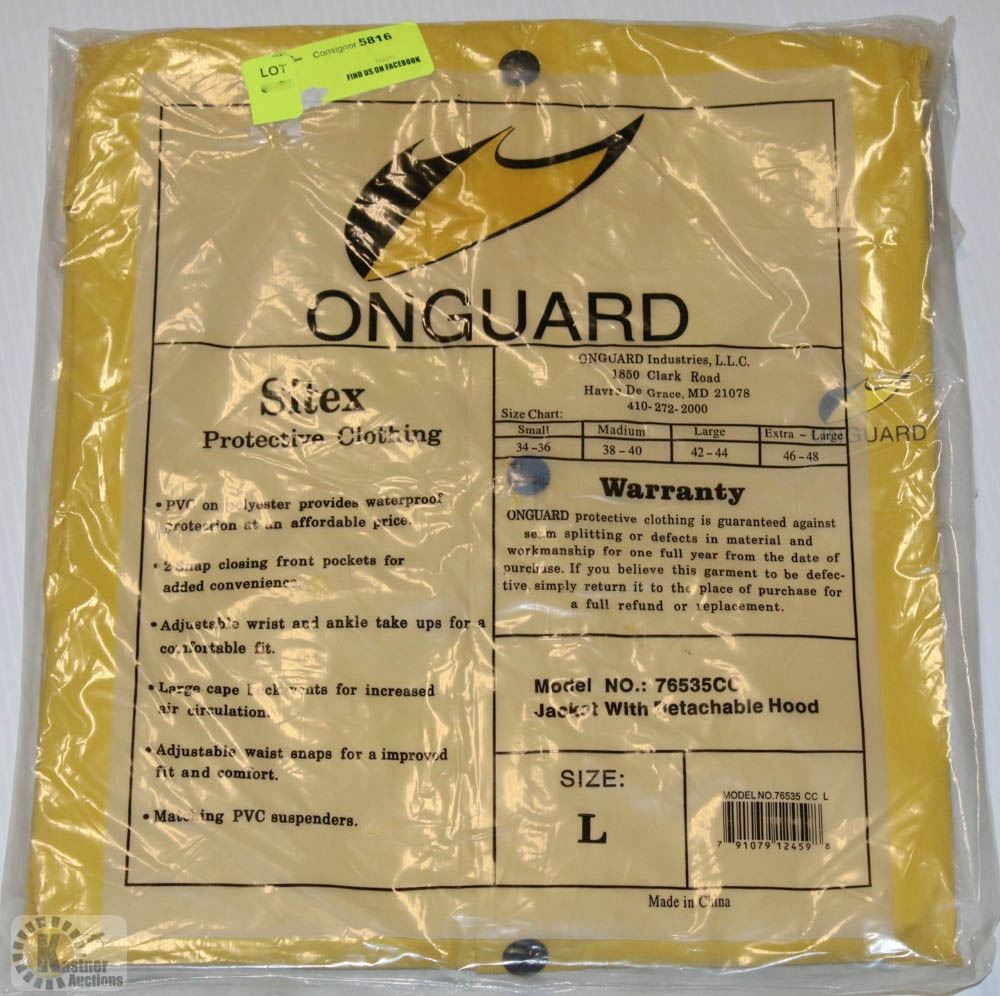 Consignor 5816
LOT
FIND US ON FACEBOOK
ONGUARD
Sitex
Protective Clothing
• PVC on polyester provides waterproof
protection at an affordable price.
• 2 Snap closing front pockets for
added convenience.
• Adjustable wrist and ankle take ups for a
comfortable fit.
• Large cape back vents for increased
air circulation.
• Adjustable waist snaps for a improved
fit and comfort.
• Matching PVC suspenders.
ONGUARD Industries, L.L.C.
1850 Clark Road
Havre De Grace, MD 21078
410-272-2000
Size Chart:
Small Madium Large Extra - Large
34-36 38-40 42-44 46-48
GUARD
Warranty
ONGUARD protective clothing is guaranteed against
seam splitting or defects in material and
workmanship for one full year from the date of
purchase. If you believe this garment to be defec-
tive simply return it to the place of purchase for
a full refund or replacement.
Model NO.: 76535CC
Jacket With Detachable Hood
SIZE:
L
MODEL NO.76535 CC L
7 91079 12459 8
Made in China
Kastner
Auctions